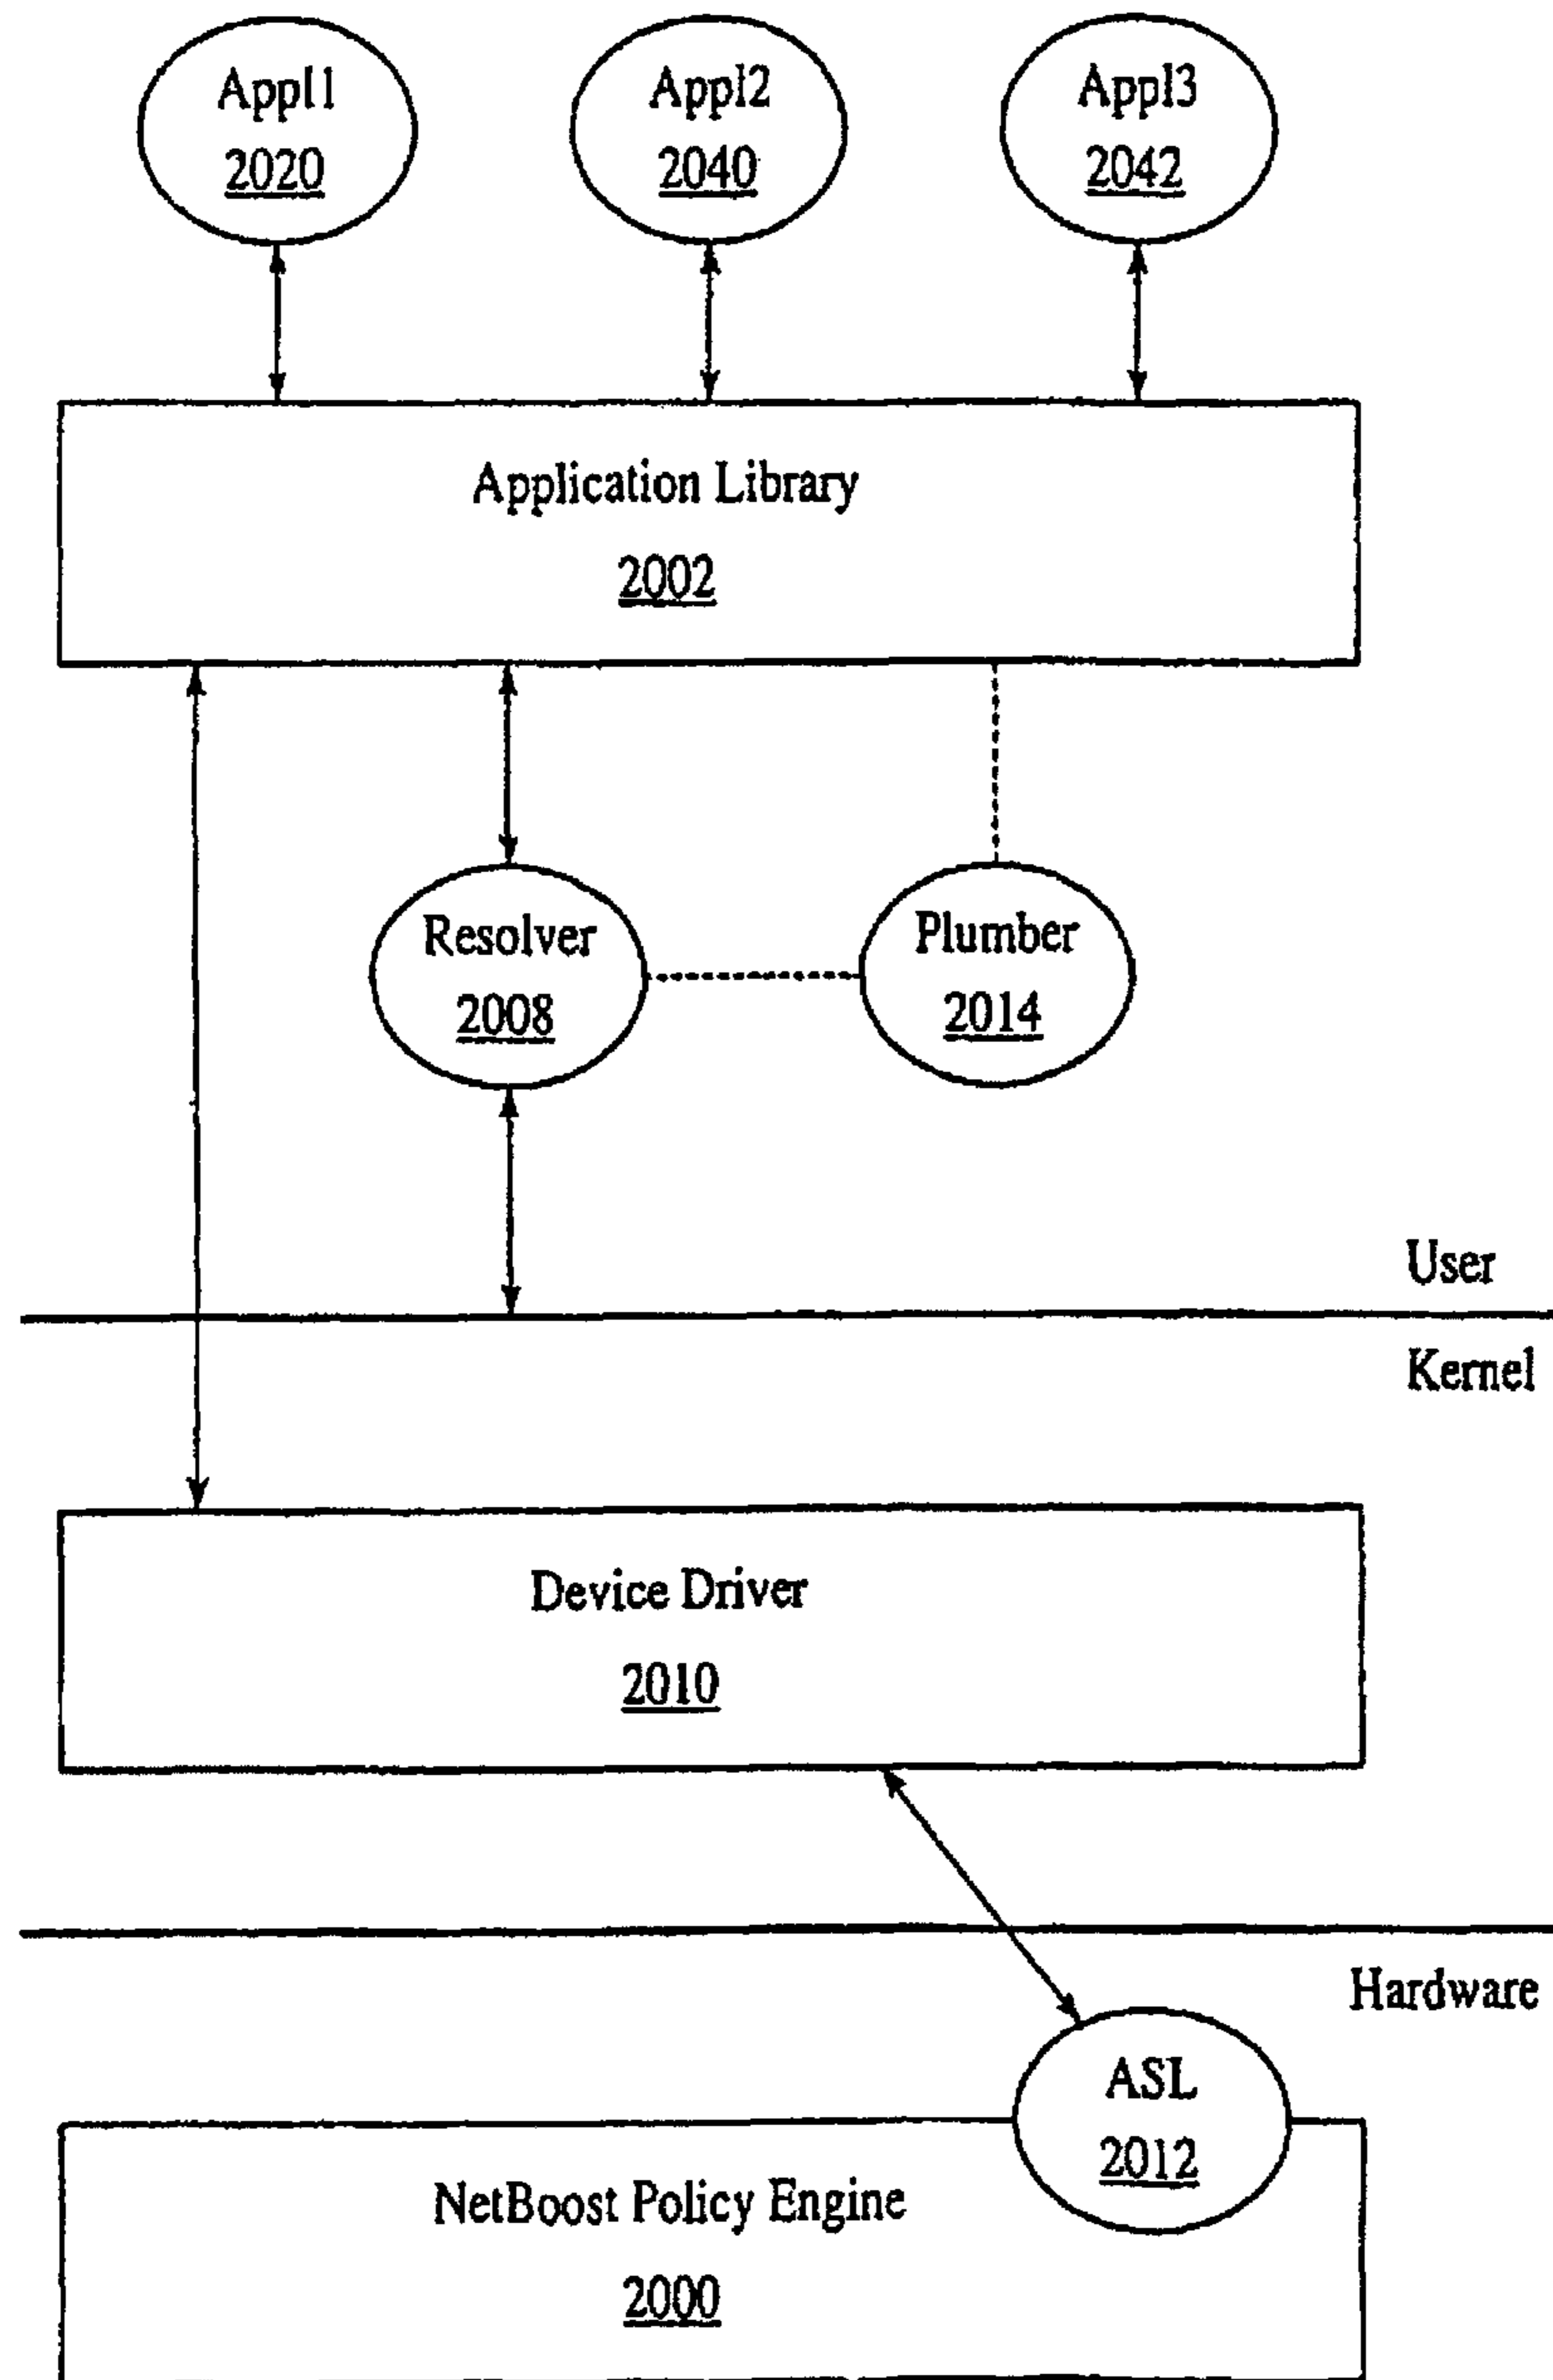 Appl1
2020
Appl2
2040
Appl3
2042
Application Library
2002
Resolver
2008
Plumber
2014
User
Kernel
Device Driver
2010
Hardware
ASL
2012
NetBoost Policy Engine
2000